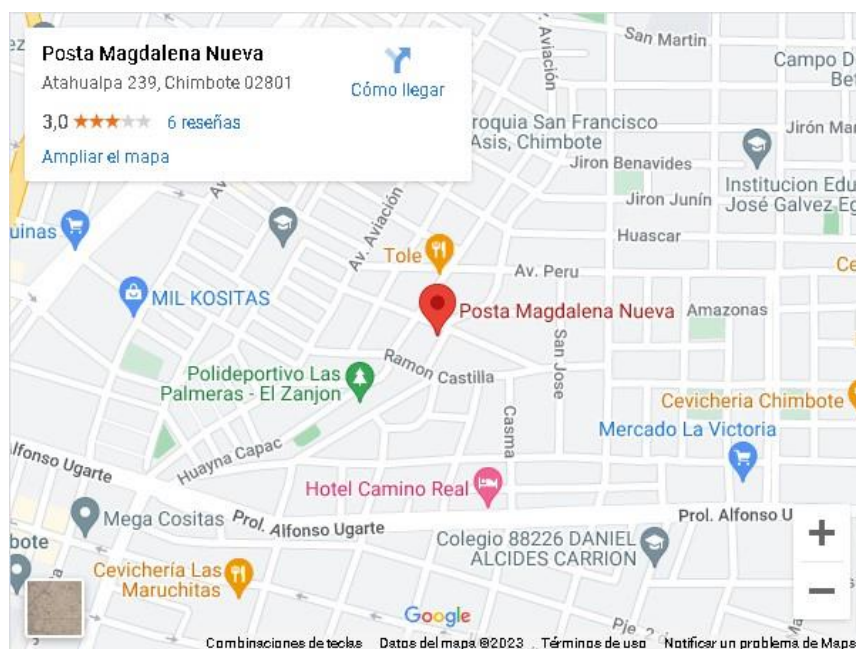 Posta Magdalena Nueva
Atahualpa 239, Chimbote 02801
Cómo llegar
3,0
6 reseñas
Ampliar el mapa
Av. Aviación
San Martin
Campo D
Bet
roquia San Francisco
Asis, Chimbote
Jirón Mar
Jiron Benavides
Institucion Edu
José Galvez Eg
Jiron Junín
Huascar
Av.
Av. Aviación
uinas
Tole
Av. Peru
Ce
MIL KOSITAS
Posta Magdalena Nueva
Amazonas
San Jose
Ramon Castilla
Polideportivo Las
Palmeras - El Zanjon
Casma
Cevicheria Chimbote
Mercado La Victoria
Huayna Capac
lfonso Ugarte
Hotel Camino Real
Mega Cositas
Prol. Alfonso Ugarte
Prol. Alfonso U
bote
Colegio 88226 DANIEL
ALCIDES CARRION
Cevichería Las
Maruchitas
Google
Pje 2
Combinaciones de teclas
Datos del mapa ©2023
Términos de uso
Notificar un problema de Maps